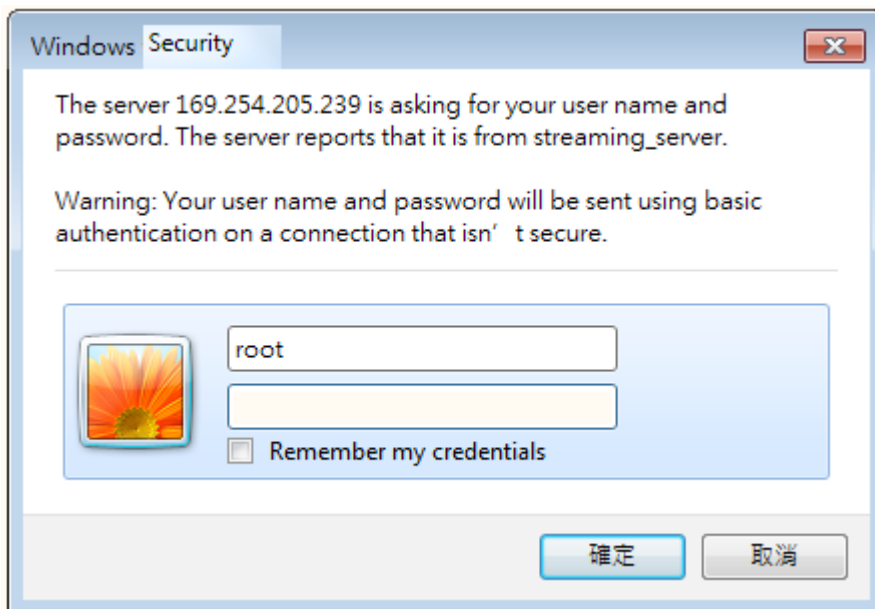 Windows Security
The server 169.254.205.239 is asking for your user name and
password. The server reports that it is from streaming_server.
Warning: Your user name and password will be sent using basic
authentication on a connection that isn’ t secure.
root
Remember my credentials
確定
取消